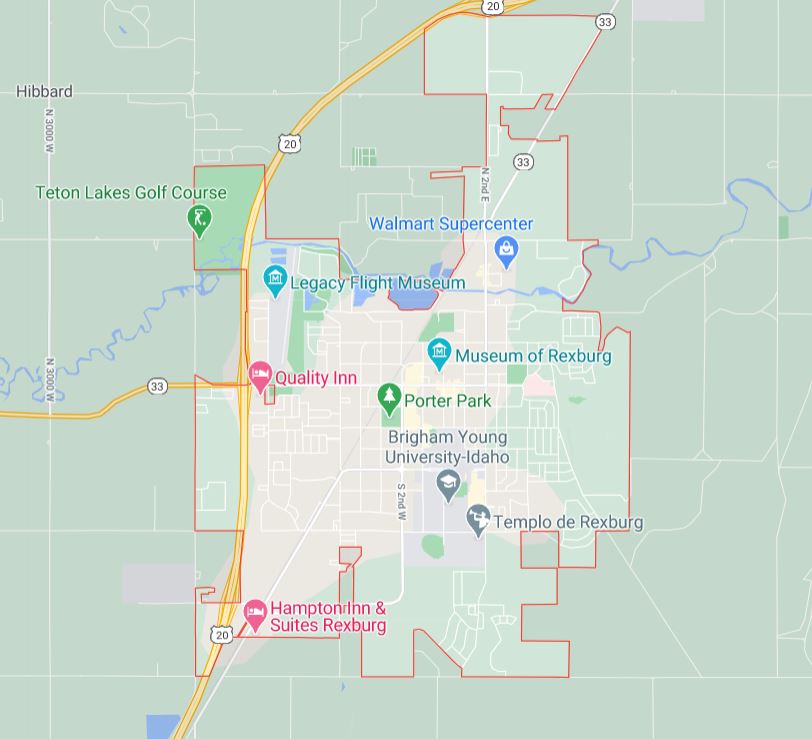 20
33
Hibbard
N 3000 W
20
33
N 2nd E
Teton Lakes Golf Course
Walmart Supercenter
Legacy Flight Museum
Museum of Rexburg
N 3000 W
Quality Inn
33
Porter Park
Brigham Young
University-Idaho
S 2nd W
Templo de Rexburg
Hampton Inn &
Suites Rexburg
20